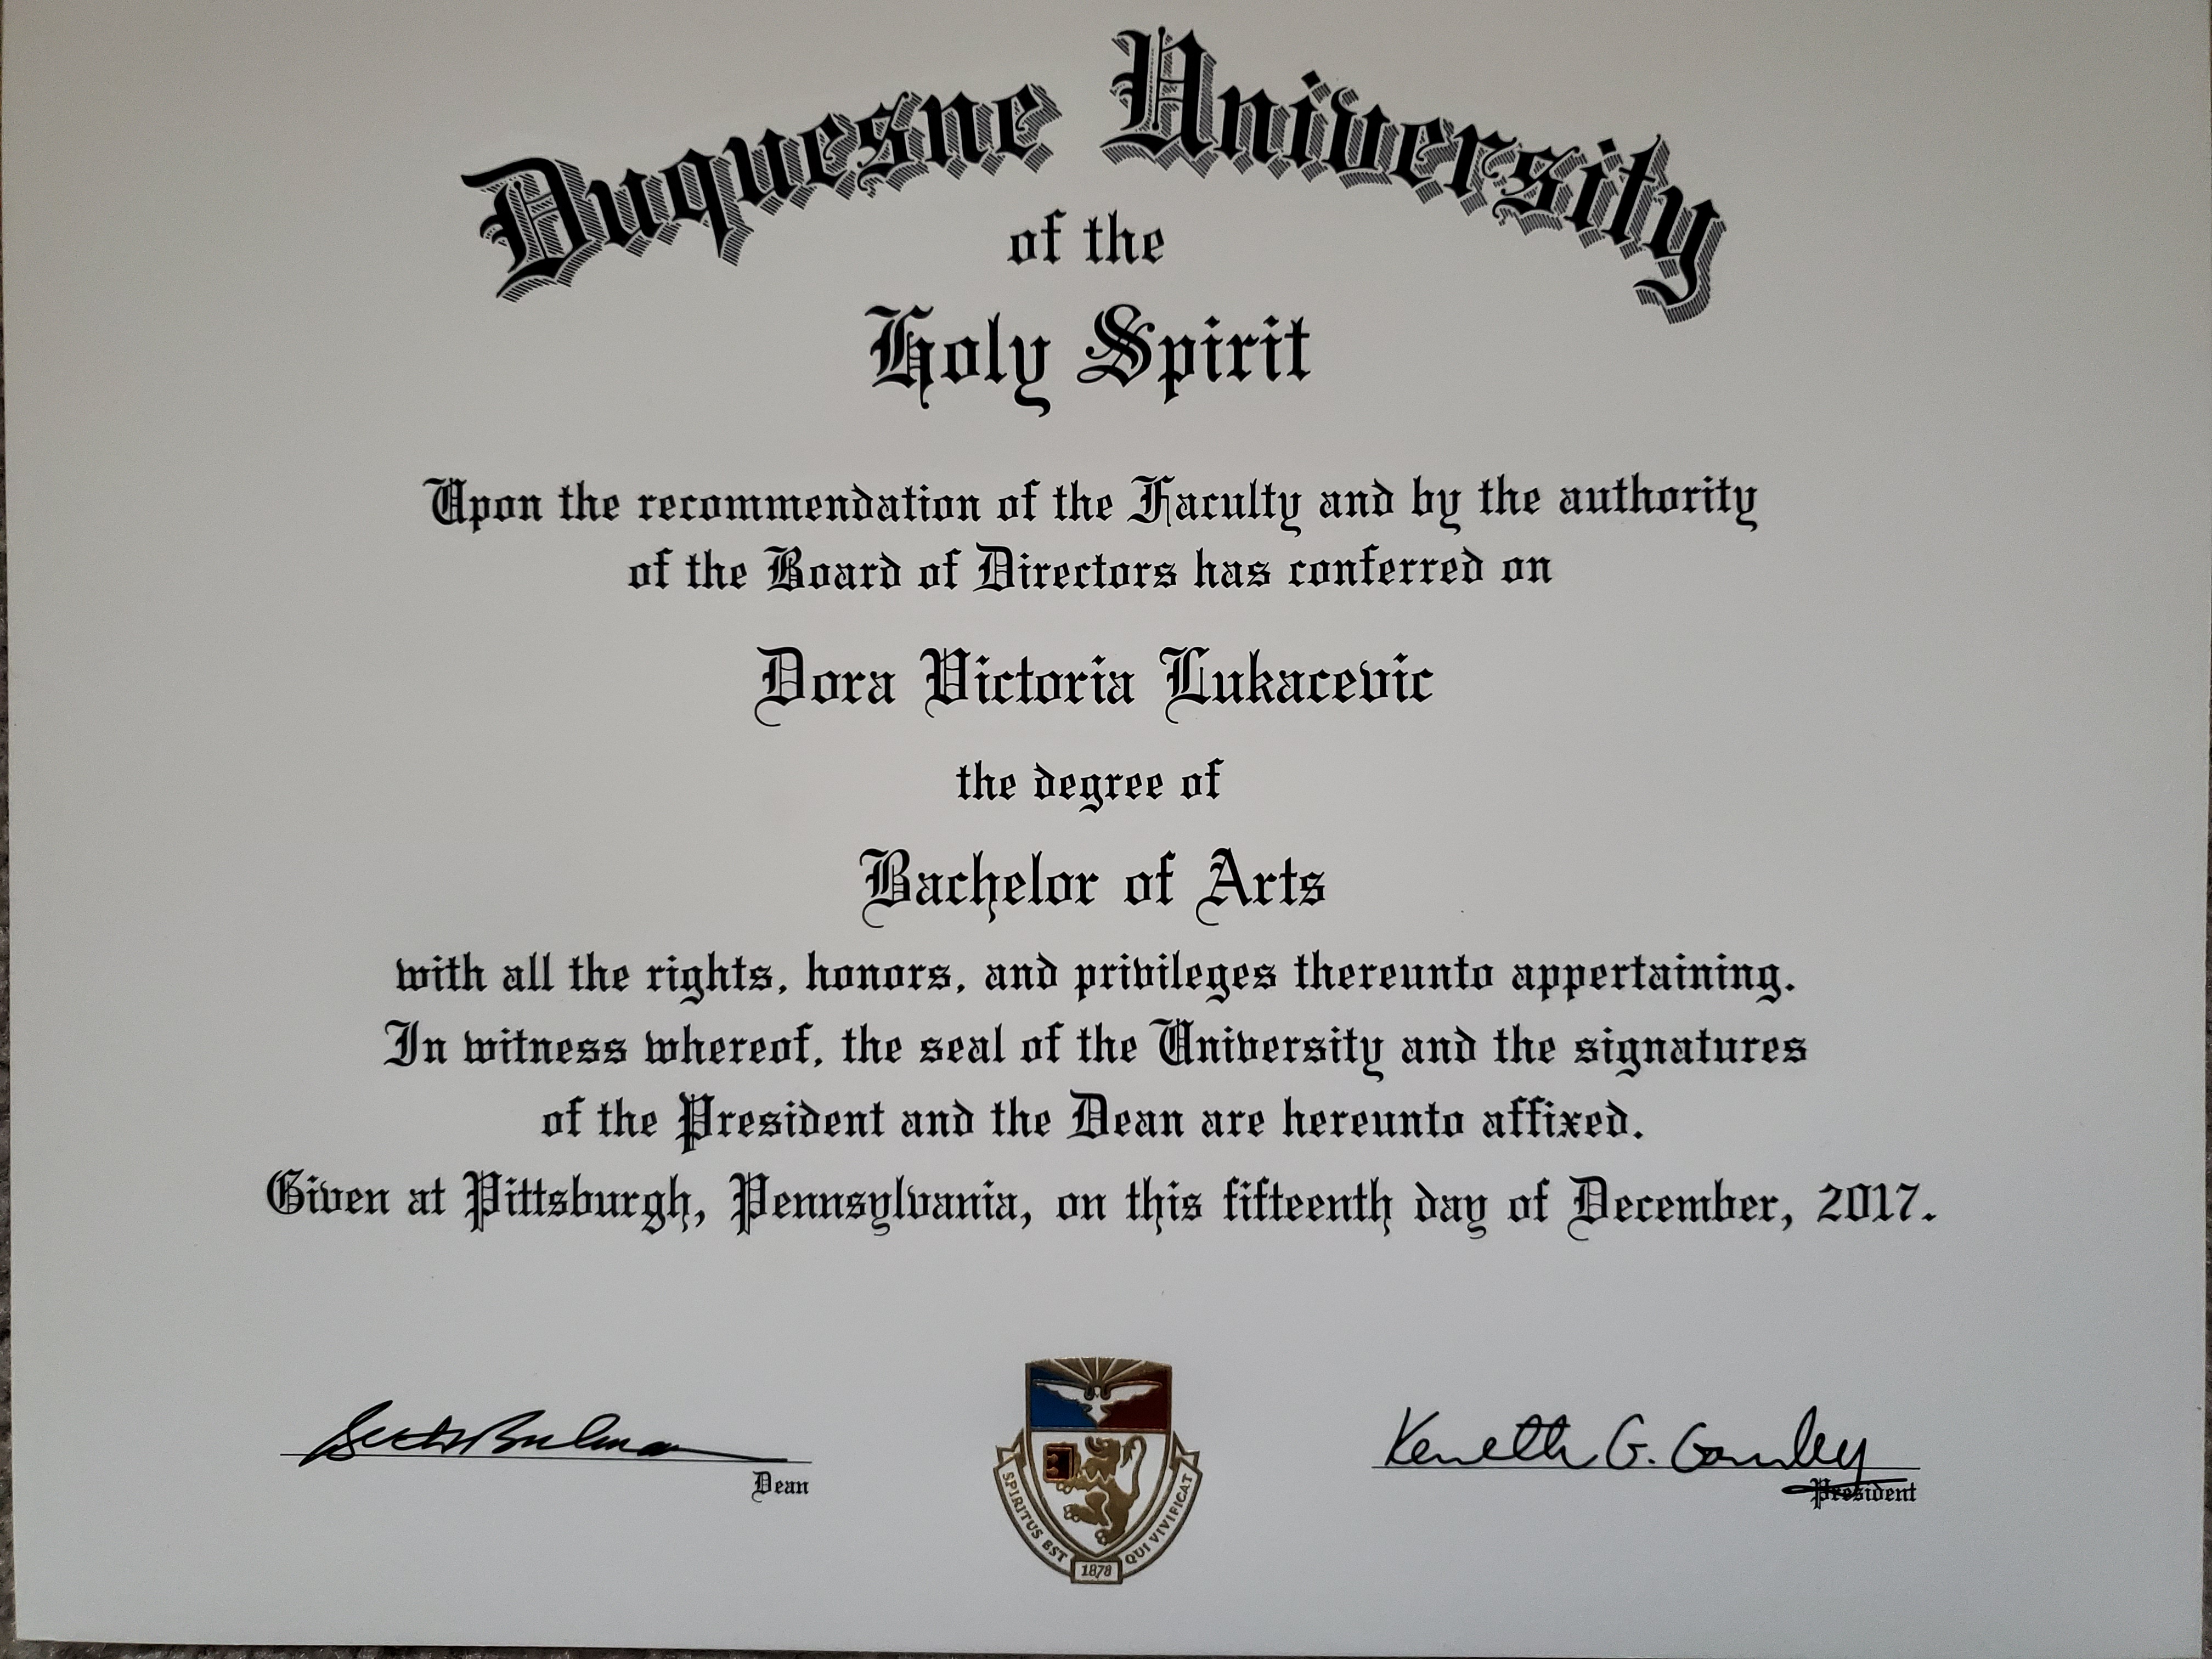 Duquesne University
of the
Holy Spirit
Upon the recommendation of the Faculty and by the authority
of the Board of Directors has conferred on
Dora Victoria Lukacevic
the degree of
Bachelor of Arts
with all the rights, honors, and privileges thereunto appertaining.
In witness whereof, the seal of the University and the signatures
of the President and the Dean are hereunto affixed.
Given at Pittsburgh, Pennsylvania, on this fifteenth day of December, 2017.
Kenneth G. Gormley
Dean
President
SPIRITUS EST
1878
QUI VIVIFICAT